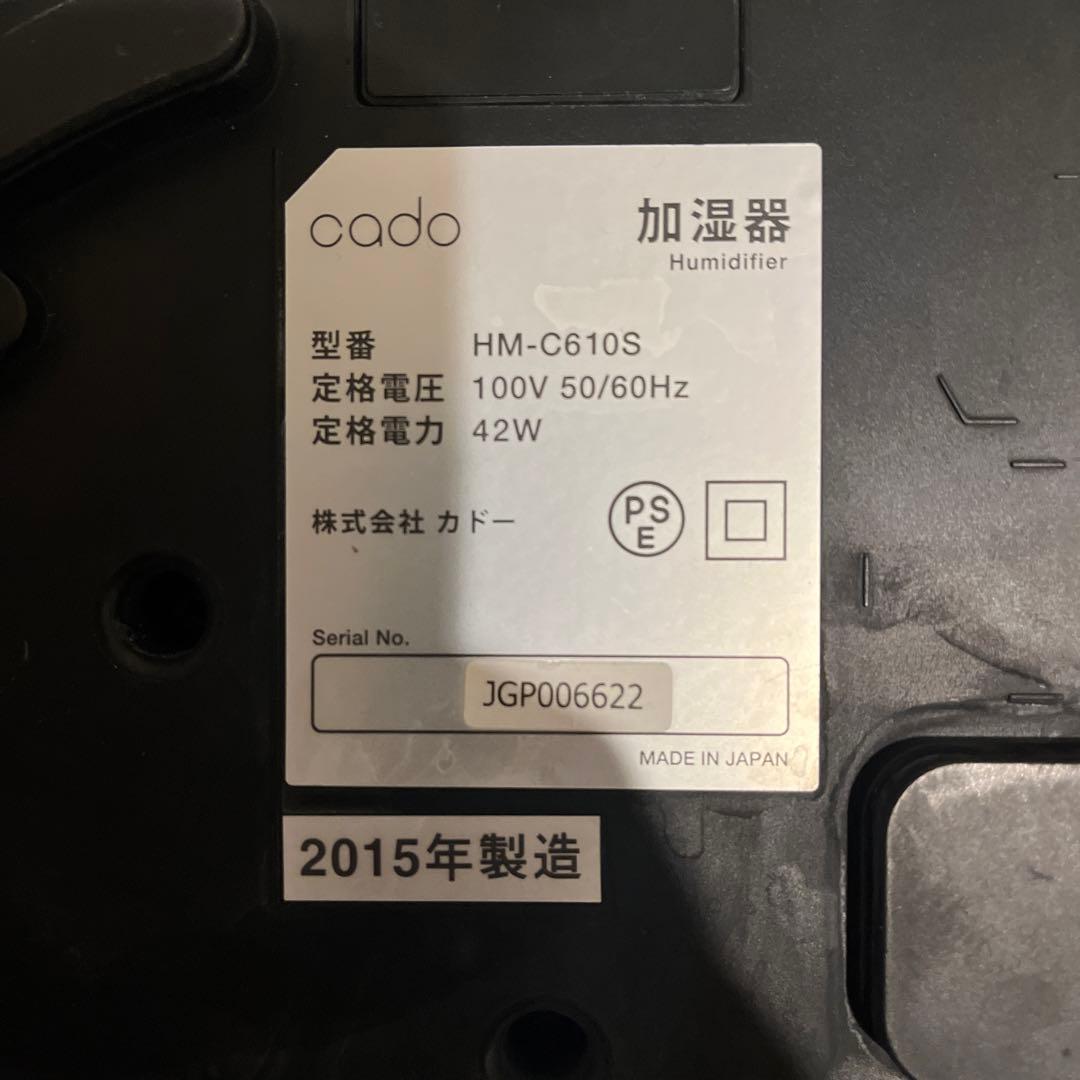 cado
加湿器
Humidifier
型番 HM-C610S
定格電圧 100V 50/60Hz
定格電力 42W
株式会社 カドー
PS
E
Serial No.
JGP006622
MADE IN JAPAN
2015年製造